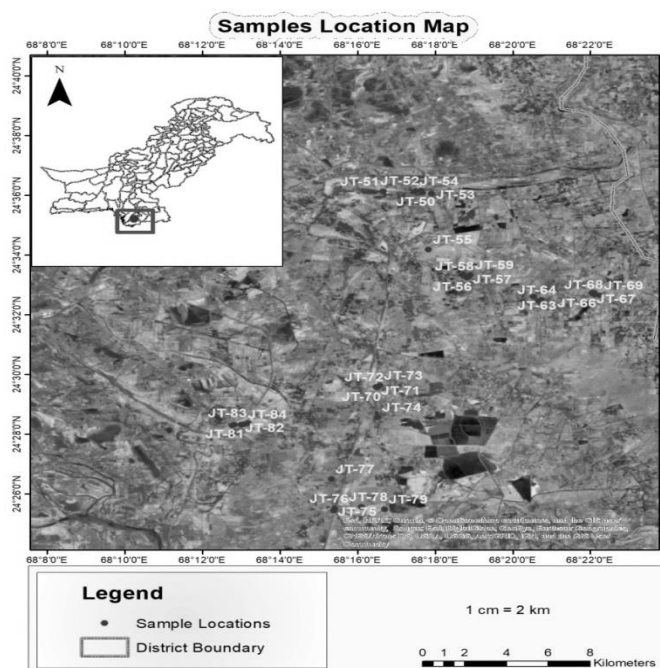 Samples Location Map
68°8'0"E 68°10'0"E 68°12'0"E 68°14'0"E 68°16'0"E 68°18'0"E 68°20'0"E 68°22'0"E
24°40'0"N
24°38'0"N
24°36'0"N
24°34'0"N
24°32'0"N
24°30'0"N
24°28'0"N
24°26'0"N
N
JT-51 JT-52 JT-54
JT-50 JT-53
JT-55
JT-58 JT-59
JT-56 JT-57
JT-64 JT-68 JT-69
JT-63 JT-66 JT-67
JT-72 JT-73
JT-70 JT-71
JT-74
JT-83 JT-84
JT-81 JT-82
JT-77
JT-76 JT-78 JT-79
JT-75
68°8'0"E 68°10'0"E 68°12'0"E 68°14'0"E 68°16'0"E 68°18'0"E 68°20'0"E 68°22'0"E
Legend
Sample Locations
District Boundary
1 cm = 2 km
0 1 2 4 6 8
Kilometers